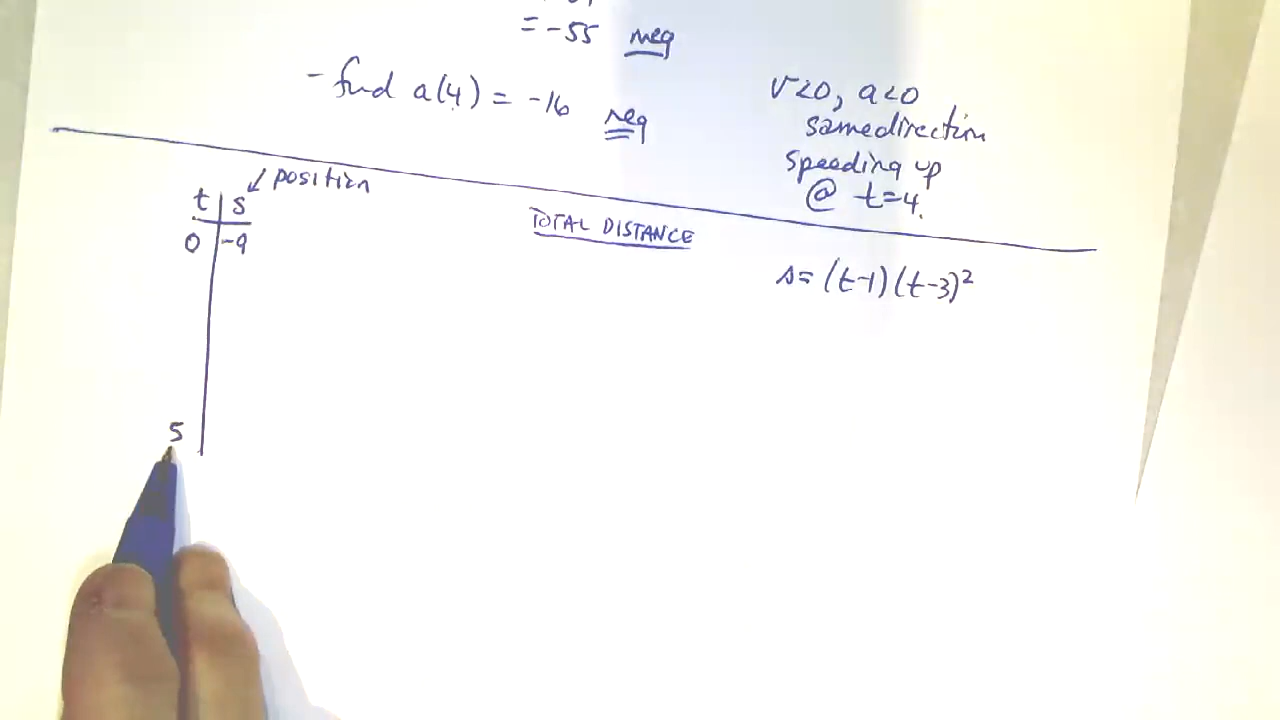 = -55 neg
- find a(4) = -16 neg
v<0, a<0
same direction
speeding up
@ t=4.
↙ position
t | s
0 | -9
5
TOTAL DISTANCE
s = (t-1)(t-3)²